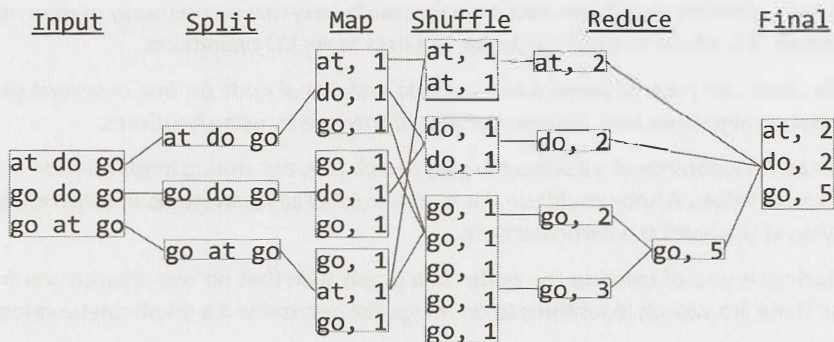 Input
Split
Map
Shuffle
Reduce
Final
at do go
go do go
go at go
at do go
go do go
go at go
at, 1
do, 1
go, 1
go, 1
do, 1
go, 1
go, 1
at, 1
go, 1
at, 1
at, 1
do, 1
do, 1
go, 1
go, 1
go, 1
go, 1
go, 1
at, 2
do, 2
go, 2
go, 3
go, 5
at, 2
do,
go, 5